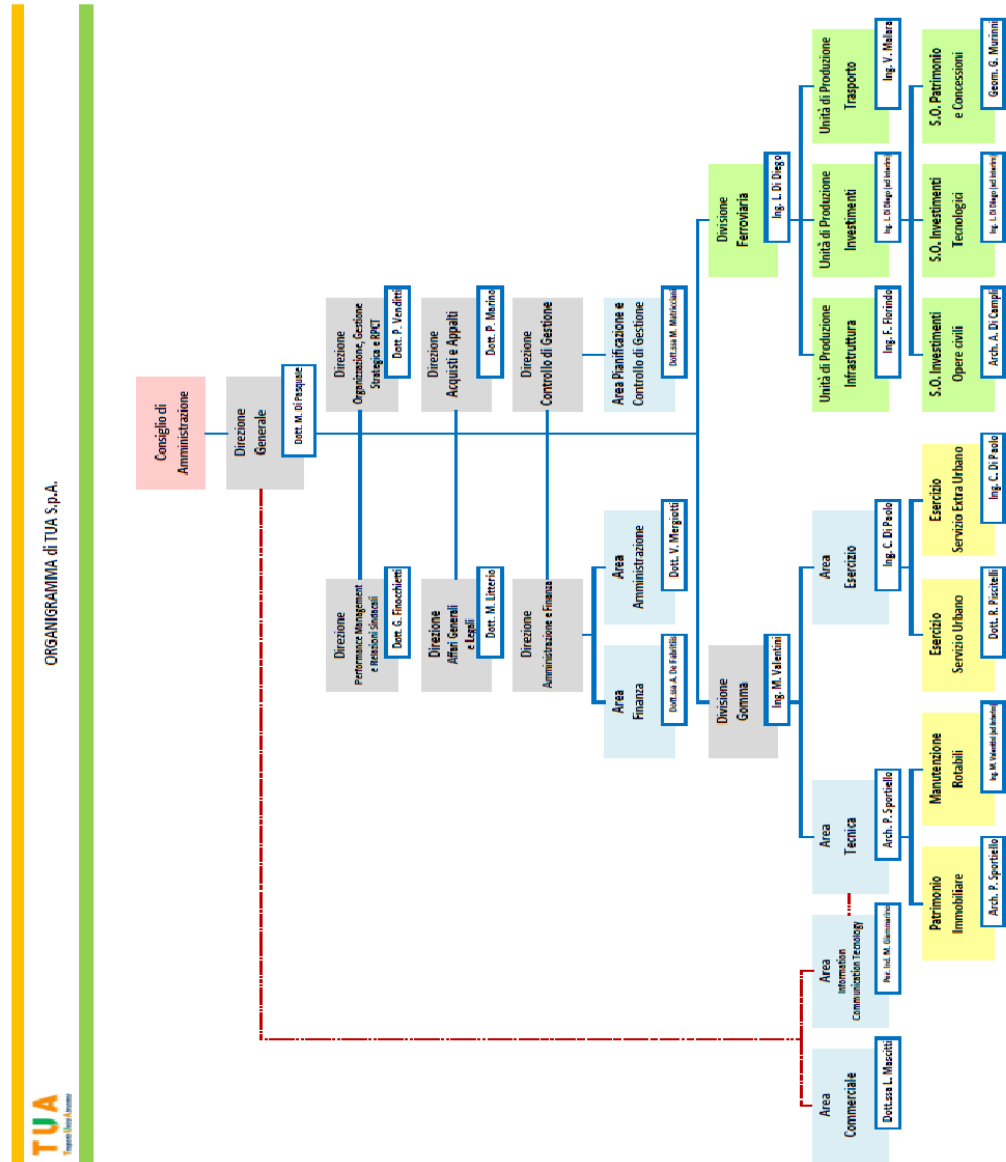 TUA
Trasporto Unico Abruzzese
ORGANIGRAMMA di TUA S.p.A.
Consiglio di
Amministrazione
Direzione
Generale
Dott. M. Di Pasquale
Direzione
Performance Management
e Relazioni Sindacali
Dott. G. Finocchietti
Direzione
Organizzazione, Gestione
Strategica e RPCT
Dott. P. Venditti
Direzione
Affari Generali
e Legali
Dott. M. Litterio
Direzione
Acquisti e Appalti
Dott. P. Marino
Direzione
Amministrazione e Finanza
Direzione
Controllo di Gestione
Area
Finanza
Dott.ssa A. De Fabritiis
Area
Amministrazione
Dott. V. Mergiotti
Area Pianificazione e
Controllo di Gestione
Dott.ssa M. Matricciani
Divisione
Gomma
Ing. M. Valentini
Divisione
Ferroviaria
Ing. L. Di Diego
Area
Commerciale
Dott.ssa L. Mascitti
Area
Information
Communication Tecnology
Per. Ind. M. Giammarino
Area
Tecnica
Arch. P. Sportiello
Area
Esercizio
Ing. C. Di Paolo
Unità di Produzione
Infrastruttura
Ing. F. Florindo
Unità di Produzione
Investimenti
Ing. L. Di Diego (ad interim)
Unità di Produzione
Trasporto
Ing. V. Mallara
Patrimonio
Immobiliare
Arch. P. Sportiello
Manutenzione
Rotabili
Ing. M. Valentini (ad interim)
Esercizio
Servizio Urbano
Dott. R. Piscitelli
Esercizio
Servizio Extra Urbano
Ing. C. Di Paolo
S.O. Investimenti
Opere civili
Arch. A. Di Campli
S.O. Investimenti
Tecnologici
Ing. L. Di Diego (ad interim)
S.O. Patrimonio
e Concessioni
Geom. G. Murinni